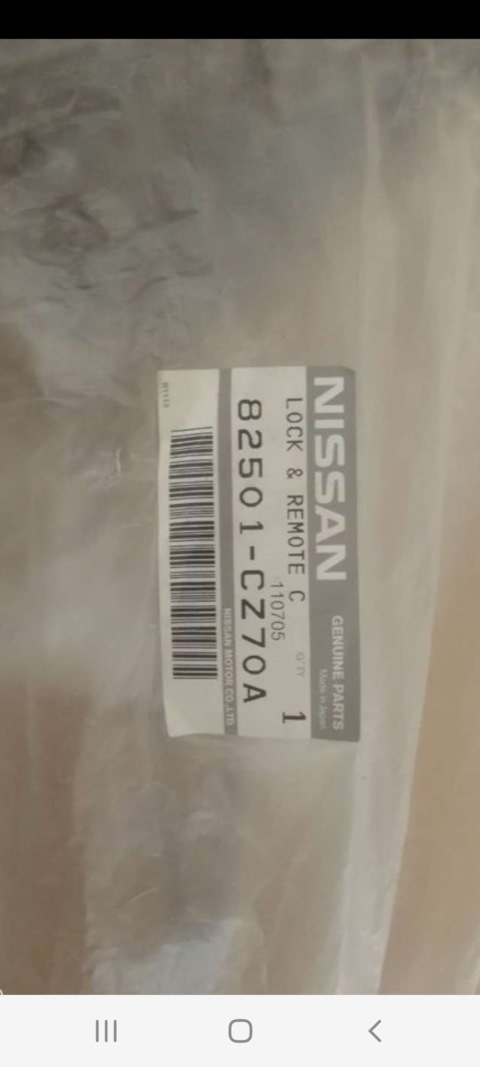 NISSAN GENUINE PARTS
Made in Japan
LOCK & REMOTE C Q'TY 1
110705
82501-CZ70A
NISSAN MOTOR CO.,LTD